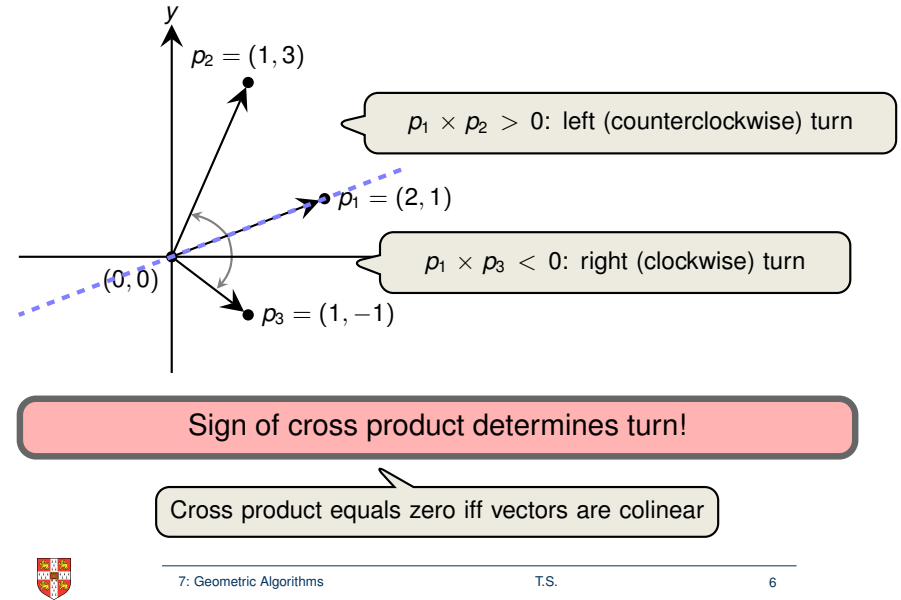 y
p₂ = (1, 3)
p₁ × p₂ > 0: left (counterclockwise) turn
p₁ = (2, 1)
p₁ × p₃ < 0: right (clockwise) turn
(0, 0)
p₃ = (1, −1)
Sign of cross product determines turn!
Cross product equals zero iff vectors are colinear
7: Geometric Algorithms T.S. 6